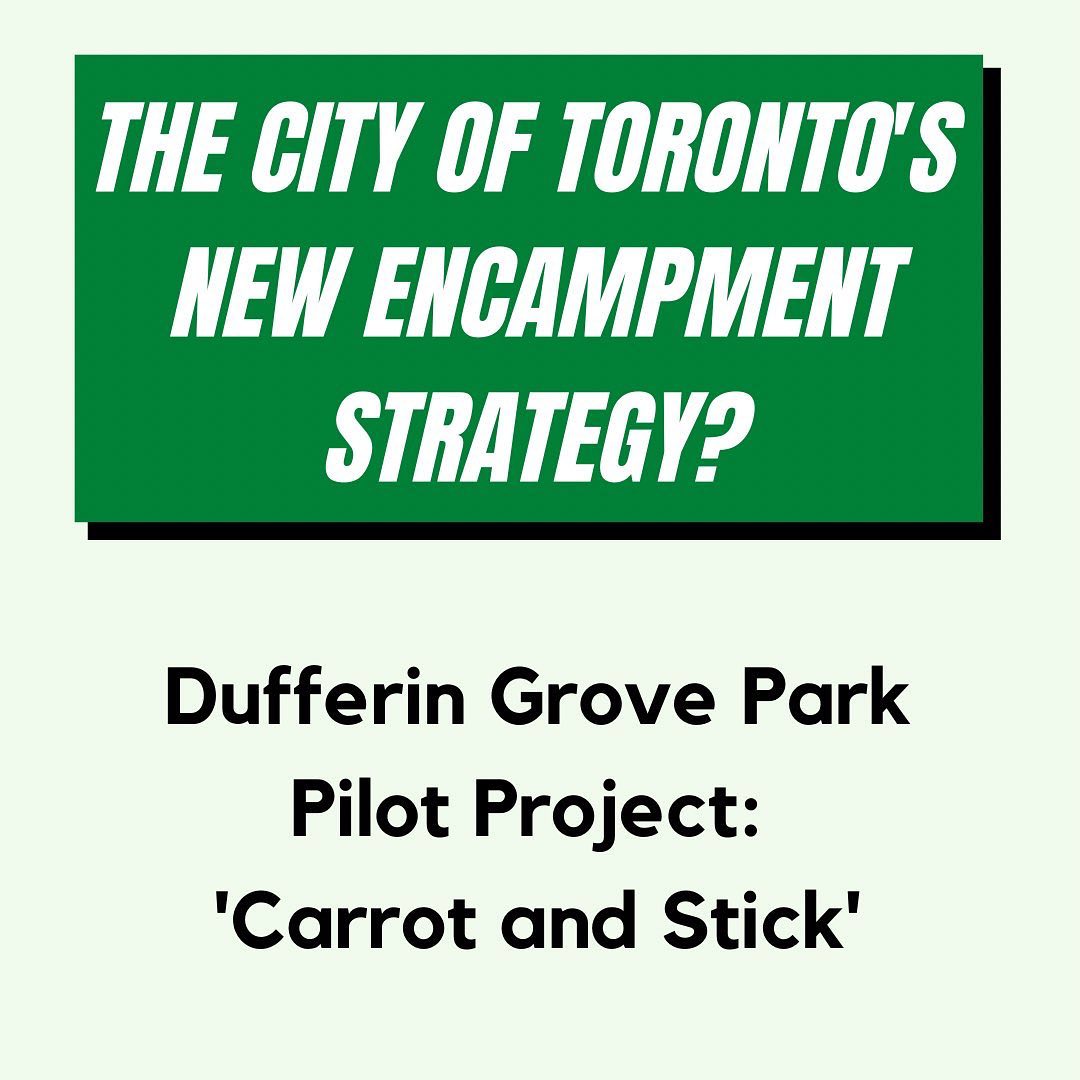 THE CITY OF TORONTO'S
NEW ENCAMPMENT
STRATEGY?
Dufferin Grove Park
Pilot Project:
'Carrot and Stick'